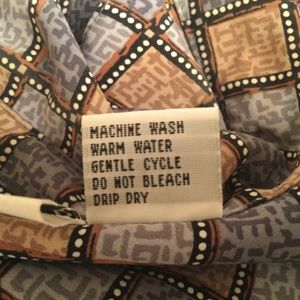 MACHINE WASH
WARM WATER
GENTLE CYCLE
DO NOT BLEACH
DRIP DRY